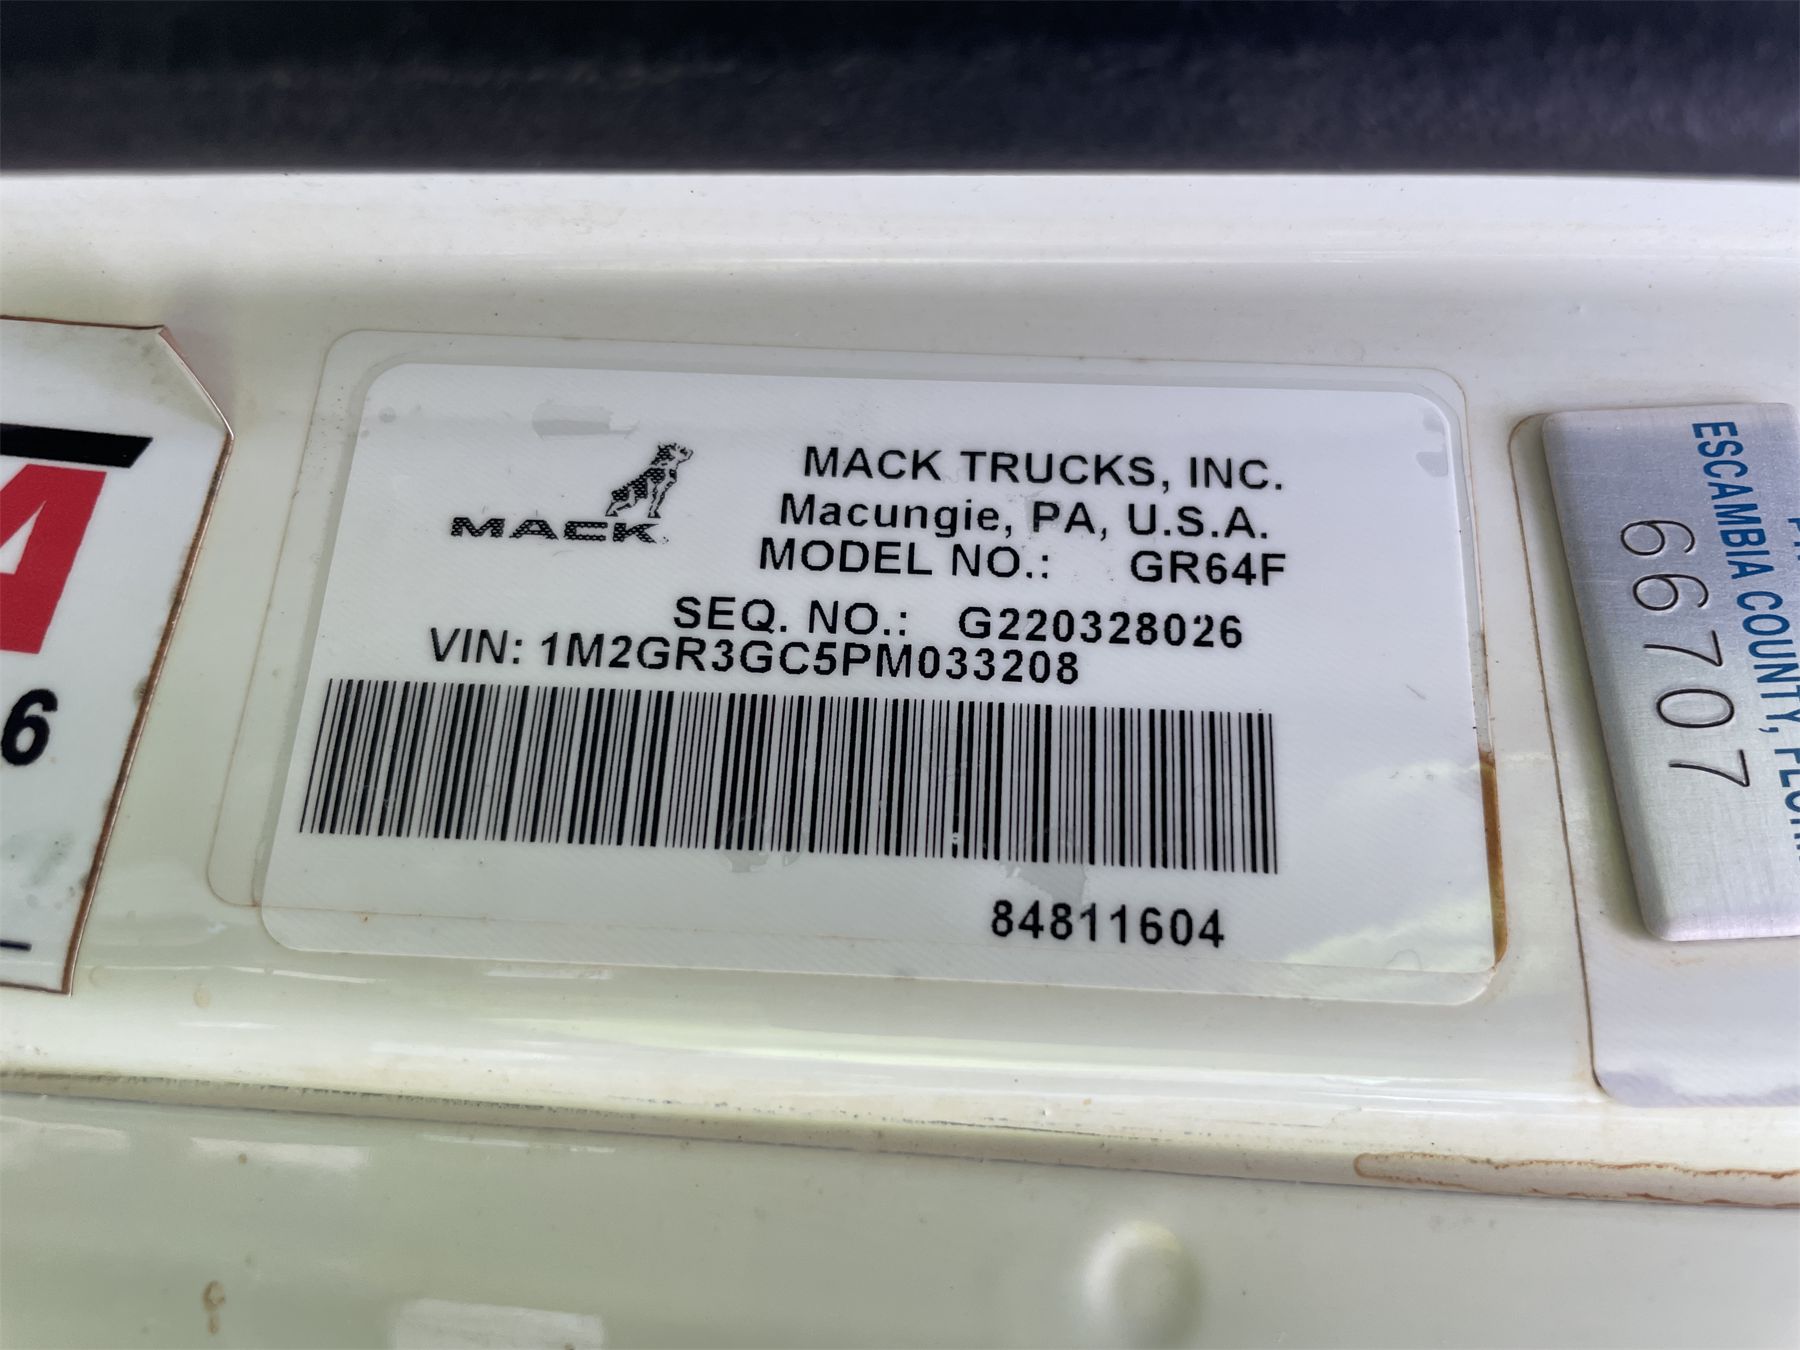 MACK
MACK TRUCKS, INC.
Macungie, PA, U.S.A.
MODEL NO.: GR64F
SEQ. NO.: G220328026
VIN: 1M2GR3GC5PM033208
84811604
6
ESCAMBIA COUNTY,
66707